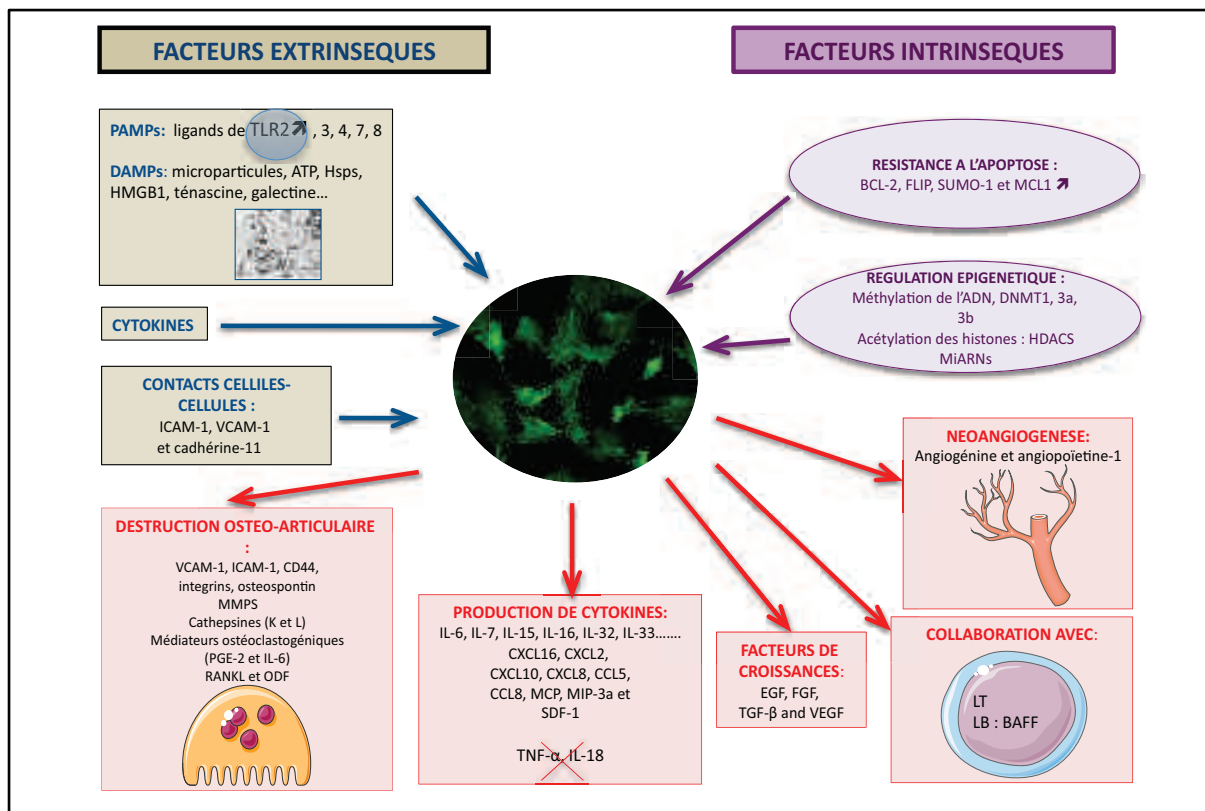 FACTEURS EXTRINSEQUES
FACTEURS INTRINSEQUES
PAMPs: ligands de TLR2↗ , 3, 4, 7, 8
DAMPs: microparticules, ATP, Hsps,
HMGB1, ténascine, galectine…
CYTOKINES
CONTACTS CELLILES-
CELLULES :
ICAM-1, VCAM-1
et cadhérine-11
RESISTANCE A L’APOPTOSE :
BCL-2, FLIP, SUMO-1 et MCL1 ↗
REGULATION EPIGENETIQUE :
Méthylation de l’ADN, DNMT1, 3a,
3b
Acétylation des histones : HDACS
MiARNs
DESTRUCTION OSTEO-ARTICULAIRE
:
VCAM-1, ICAM-1, CD44,
integrins, osteospontin
MMPS
Cathepsines (K et L)
Médiateurs ostéoclastogéniques
(PGE-2 et IL-6)
RANKL et ODF
PRODUCTION DE CYTOKINES:
IL-6, IL-7, IL-15, IL-16, IL-32, IL-33…….
CXCL16, CXCL2,
CXCL10, CXCL8, CCL5,
CCL8, MCP, MIP-3a et
SDF-1
TNF-α, IL-18
FACTEURS DE
CROISSANCES:
EGF, FGF,
TGF-β and VEGF
NEOANGIOGENESE:
Angiogénine et angiopoïetine-1
COLLABORATION AVEC:
LT
LB : BAFF